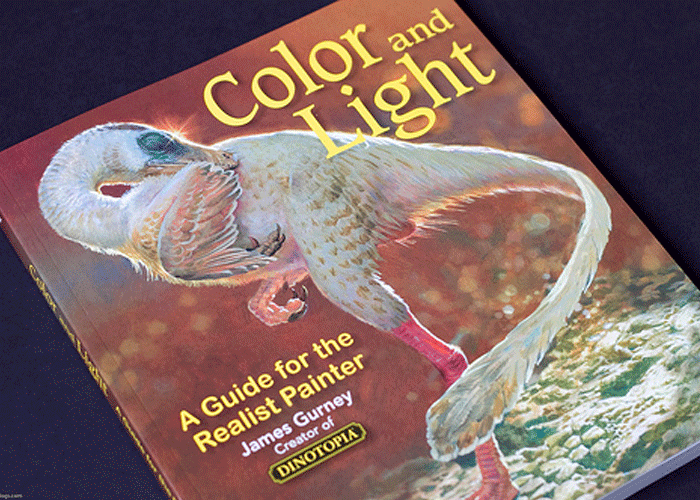 Color and
Light
A Guide for the
Realist Painter
James Gurney
Creator of
DINOTOPIA